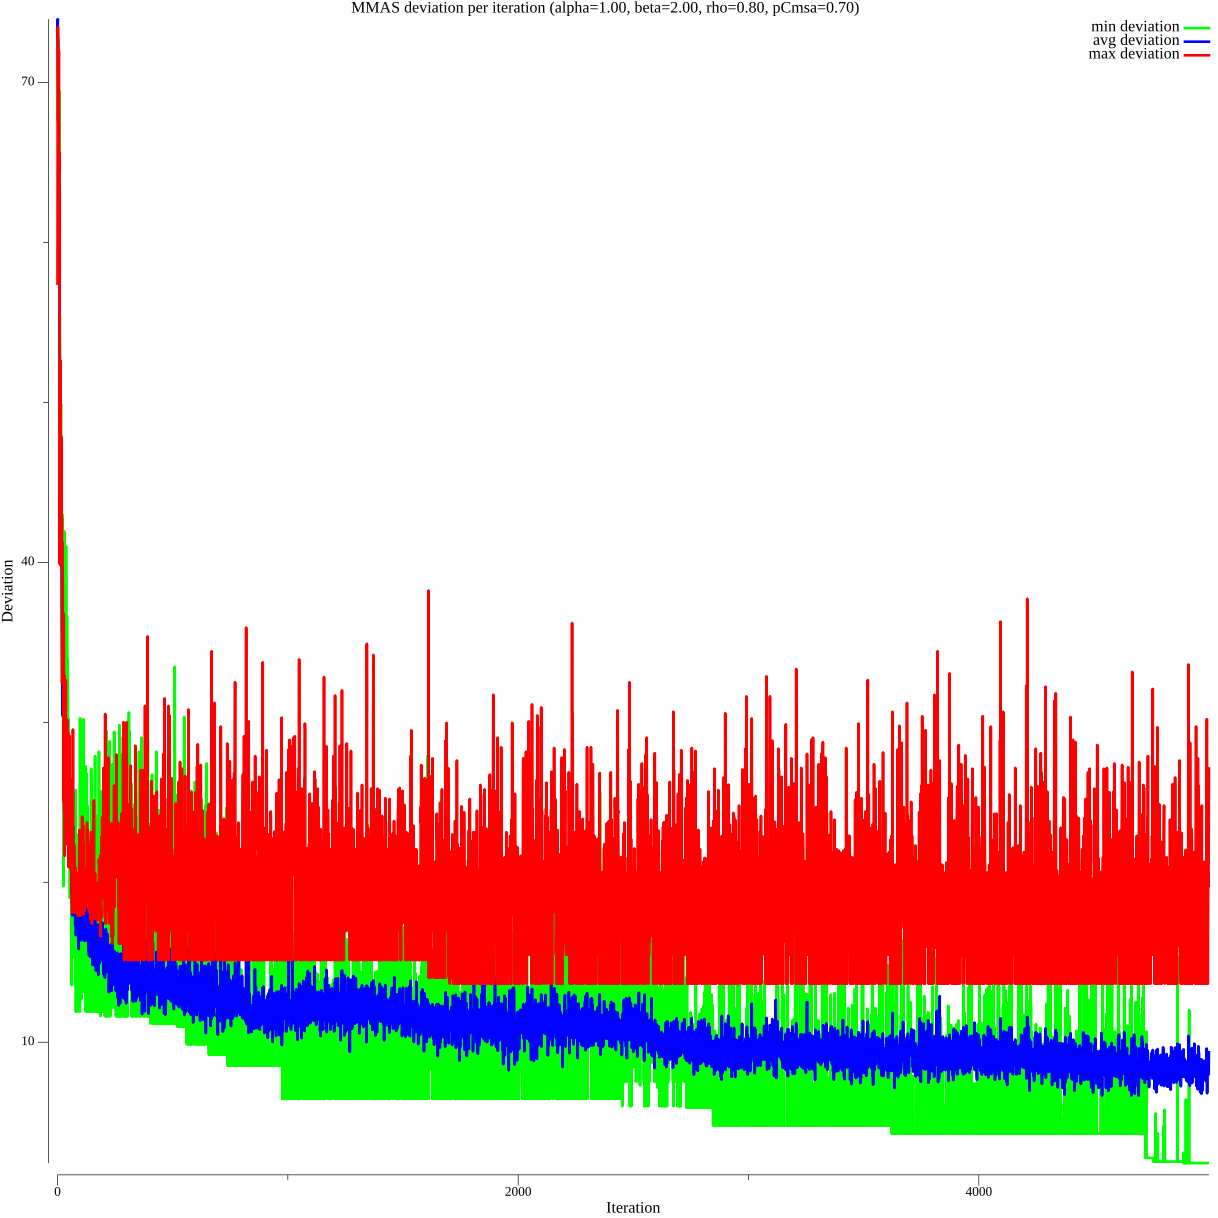 MMAS deviation per iteration (alpha=1.00, beta=2.00, rho=0.80, pCmsa=0.70)
min deviation
avg deviation
max deviation
70
40
10
Deviation
0
2000
4000
Iteration